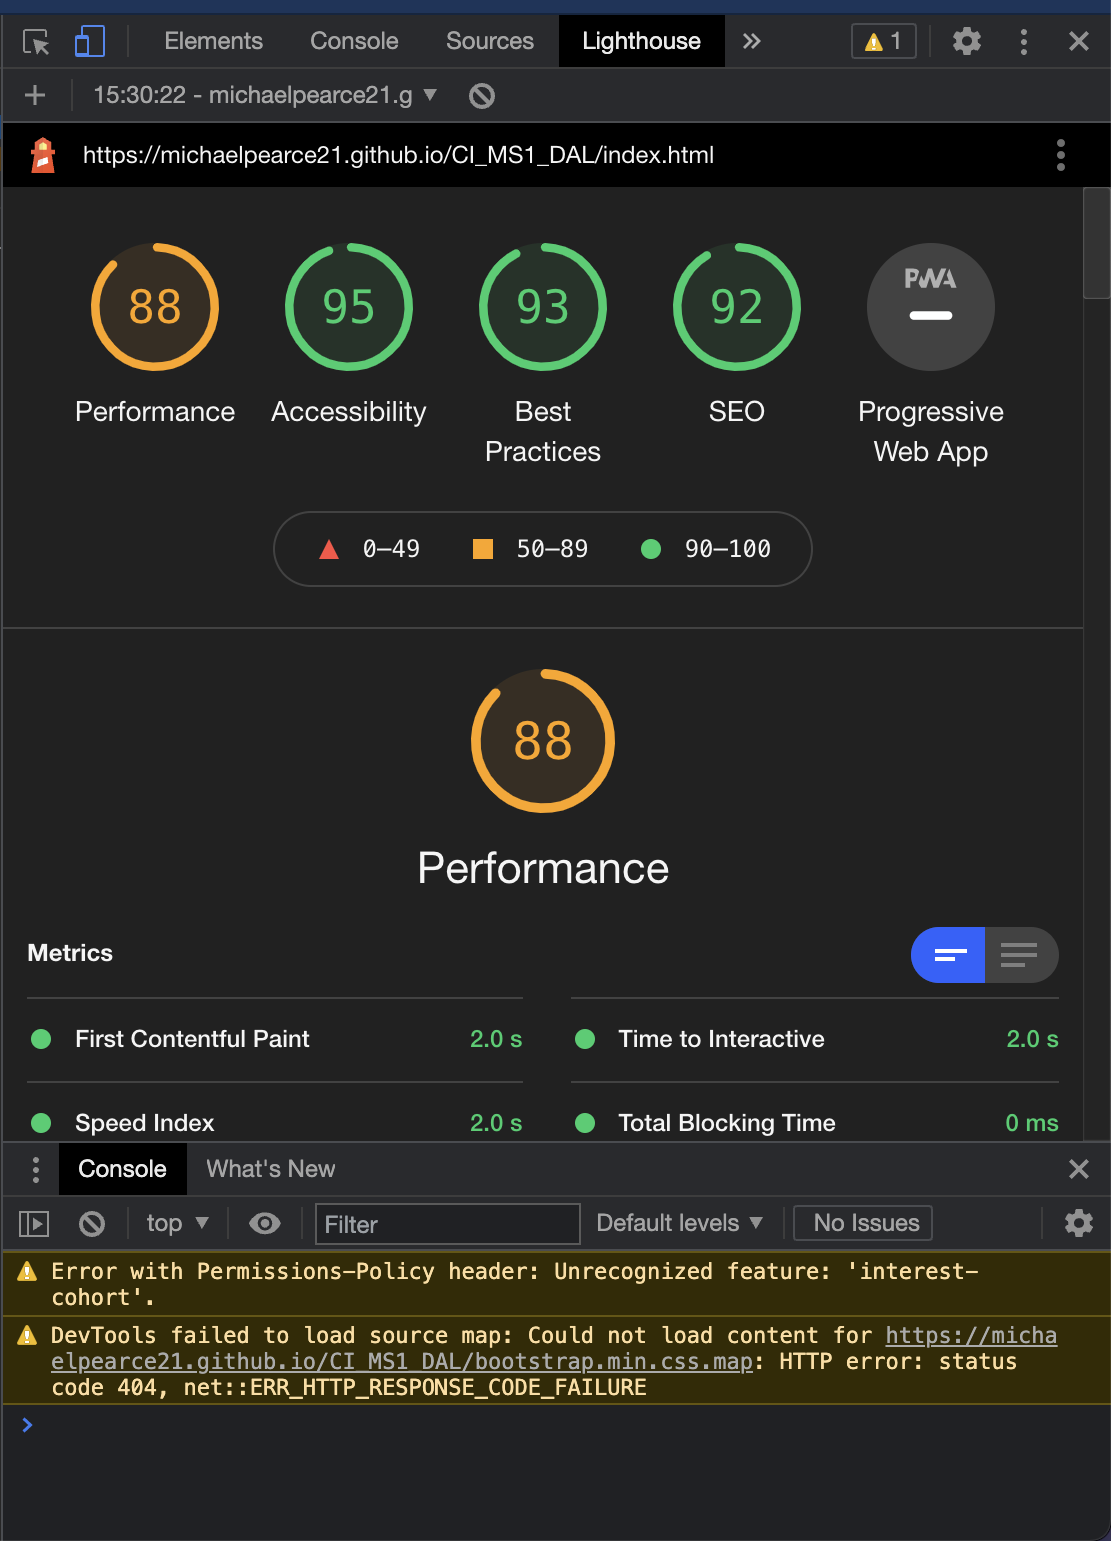 Elements Console Sources Lighthouse 1
15:30:22 - michaelpearce21.g
https://michaelpearce21.github.io/CI_MS1_DAL/index.html
88 95 93 92 PWA
Performance Accessibility Best Practices SEO Progressive Web App
0–49 50–89 90–100
88
Performance
Metrics
First Contentful Paint 2.0 s Time to Interactive 2.0 s
Speed Index 2.0 s Total Blocking Time 0 ms
Console What's New
top Filter Default levels No Issues
Error with Permissions-Policy header: Unrecognized feature: 'interest-
cohort'.
DevTools failed to load source map: Could not load content for https://micha
elpearce21.github.io/CI_MS1_DAL/bootstrap.min.css.map: HTTP error: status
code 404, net::ERR_HTTP_RESPONSE_CODE_FAILURE